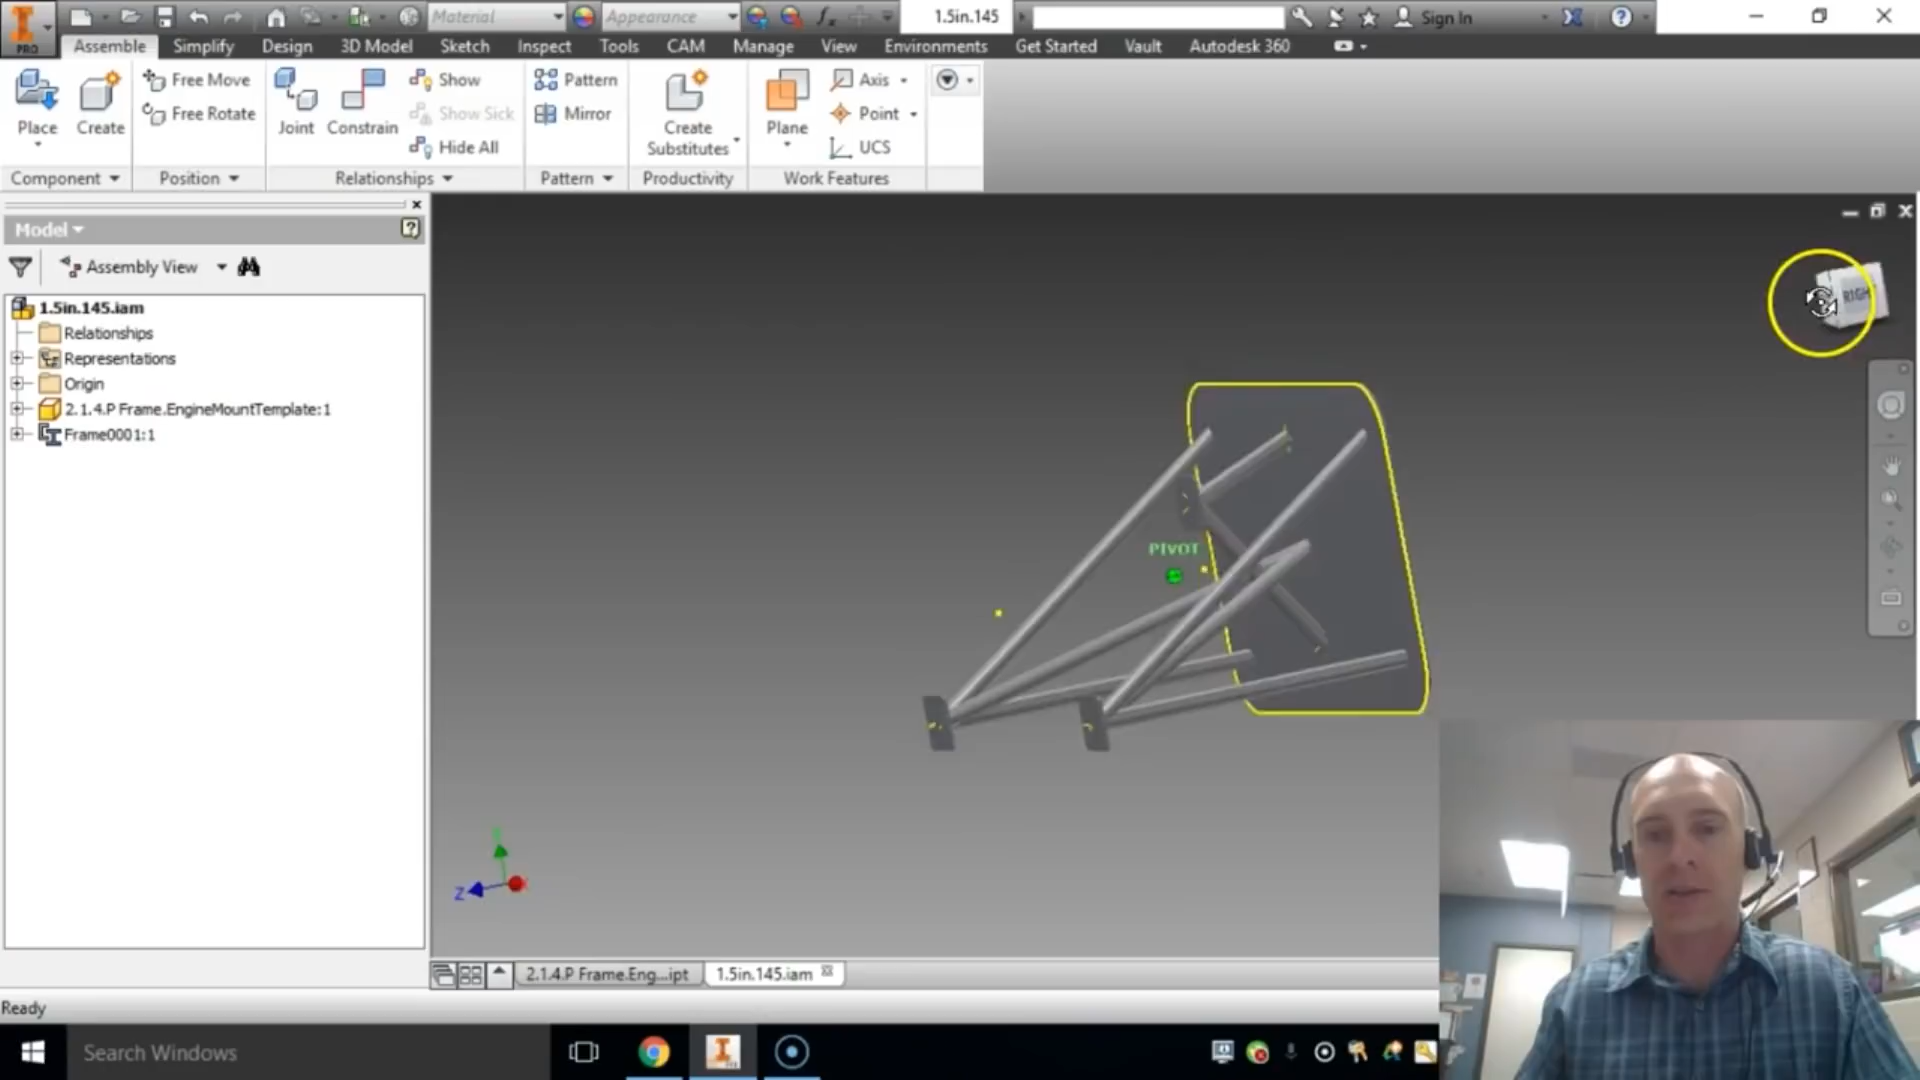 PRO
Material
Appearance
1.5in.145
Sign In
Assemble
Simplify
Design
3D Model
Sketch
Inspect
Tools
CAM
Manage
View
Environments
Get Started
Vault
Autodesk 360
Place
Create
Free Move
Free Rotate
Joint
Constrain
Show
Show Sick
Hide All
Pattern
Mirror
Create
Substitutes
Plane
Axis
Point
UCS
Component
Position
Relationships
Pattern
Productivity
Work Features
Model
Assembly View
1.5in.145.iam
Relationships
Representations
Origin
2.1.4.P Frame.EngineMountTemplate:1
Frame0001:1
RIGHT
PIVOT
Z
2.1.4.P Frame.Eng...ipt
1.5in.145.iam
Ready
Search Windows